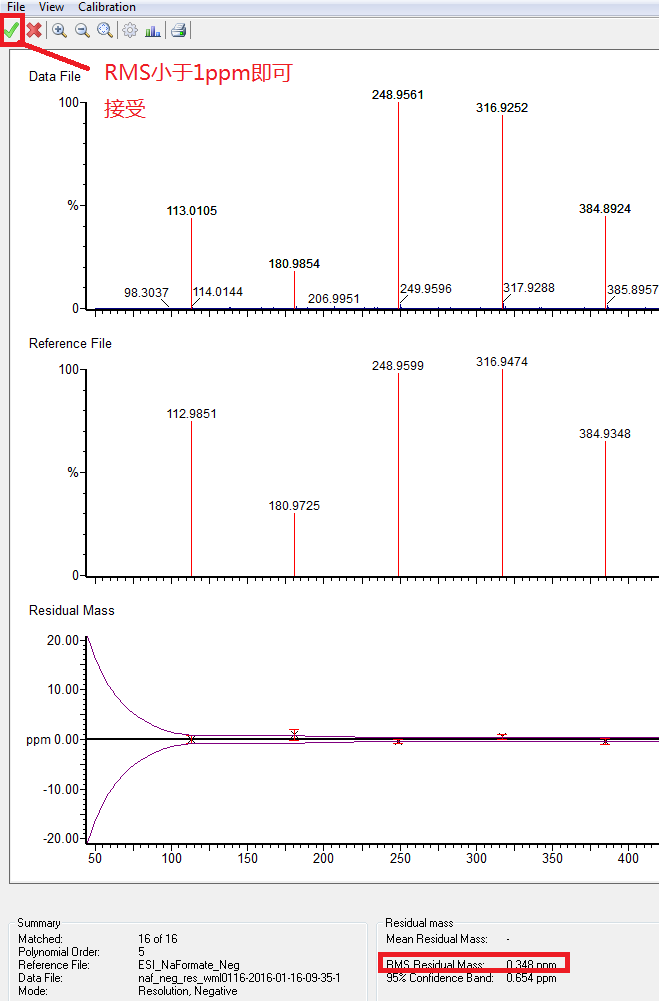 File View Calibration
RMS小于1ppm即可
接受
Data File
248.9561
316.9252
100
113.0105
384.8924
%
180.9854
98.3037
114.0144
206.9951
249.9596
317.9288
385.8957
0
Reference File
100
248.9599
316.9474
112.9851
384.9348
%
180.9725
0
Residual Mass
20.00
10.00
ppm 0.00
-10.00
-20.00
50 100 150 200 250 300 350 400
Summary
Matched: 16 of 16
Polynomial Order: 5
Reference File: ESI_NaFormate_Neg
Data File: naf_neg_res_wml0116-2016-01-16-09-35-1
Mode: Resolution, Negative
Residual mass
Mean Residual Mass: -
RMS Residual Mass: 0.348 ppm
95% Confidence Band: 0.654 ppm